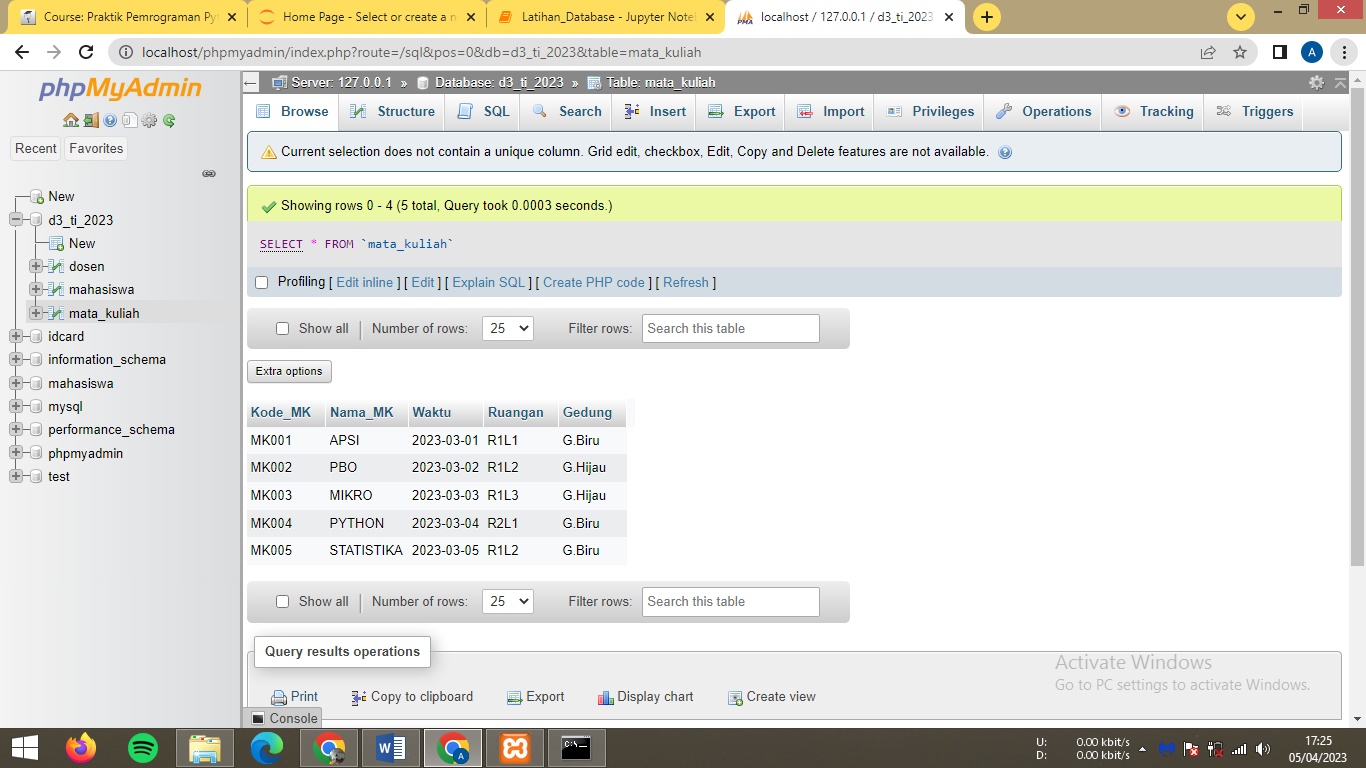 Course: Praktik Pemrograman Pyt
Home Page - Select or create a n
Latihan_Database - Jupyter Note
localhost / 127.0.0.1 / d3_ti_2023
localhost/phpmyadmin/index.php?route=/sql&pos=0&db=d3_ti_2023&table=mata_kuliah
A
phpMyAdmin
Recent Favorites
New
d3_ti_2023
New
dosen
mahasiswa
mata_kuliah
idcard
information_schema
mahasiswa
mysql
performance_schema
phpmyadmin
test
Server: 127.0.0.1 » Database: d3_ti_2023 » Table: mata_kuliah
Browse Structure SQL Search Insert Export Import Privileges Operations Tracking Triggers
Current selection does not contain a unique column. Grid edit, checkbox, Edit, Copy and Delete features are not available.
Showing rows 0 - 4 (5 total, Query took 0.0003 seconds.)
SELECT * FROM `mata_kuliah`
Profiling [ Edit inline ] [ Edit ] [ Explain SQL ] [ Create PHP code ] [ Refresh ]
Show all Number of rows: 25 Filter rows: Search this table
Extra options
Kode_MK Nama_MK Waktu Ruangan Gedung
MK001 APSI 2023-03-01 R1L1 G.Biru
MK002 PBO 2023-03-02 R1L2 G.Hijau
MK003 MIKRO 2023-03-03 R1L3 G.Hijau
MK004 PYTHON 2023-03-04 R2L1 G.Biru
MK005 STATISTIKA 2023-03-05 R1L2 G.Biru
Show all Number of rows: 25 Filter rows: Search this table
Query results operations
Print Copy to clipboard Export Display chart Create view
Console
Activate Windows
Go to PC settings to activate Windows.
U: 0.00 kbit/s
D: 0.00 kbit/s
17:25
05/04/2023